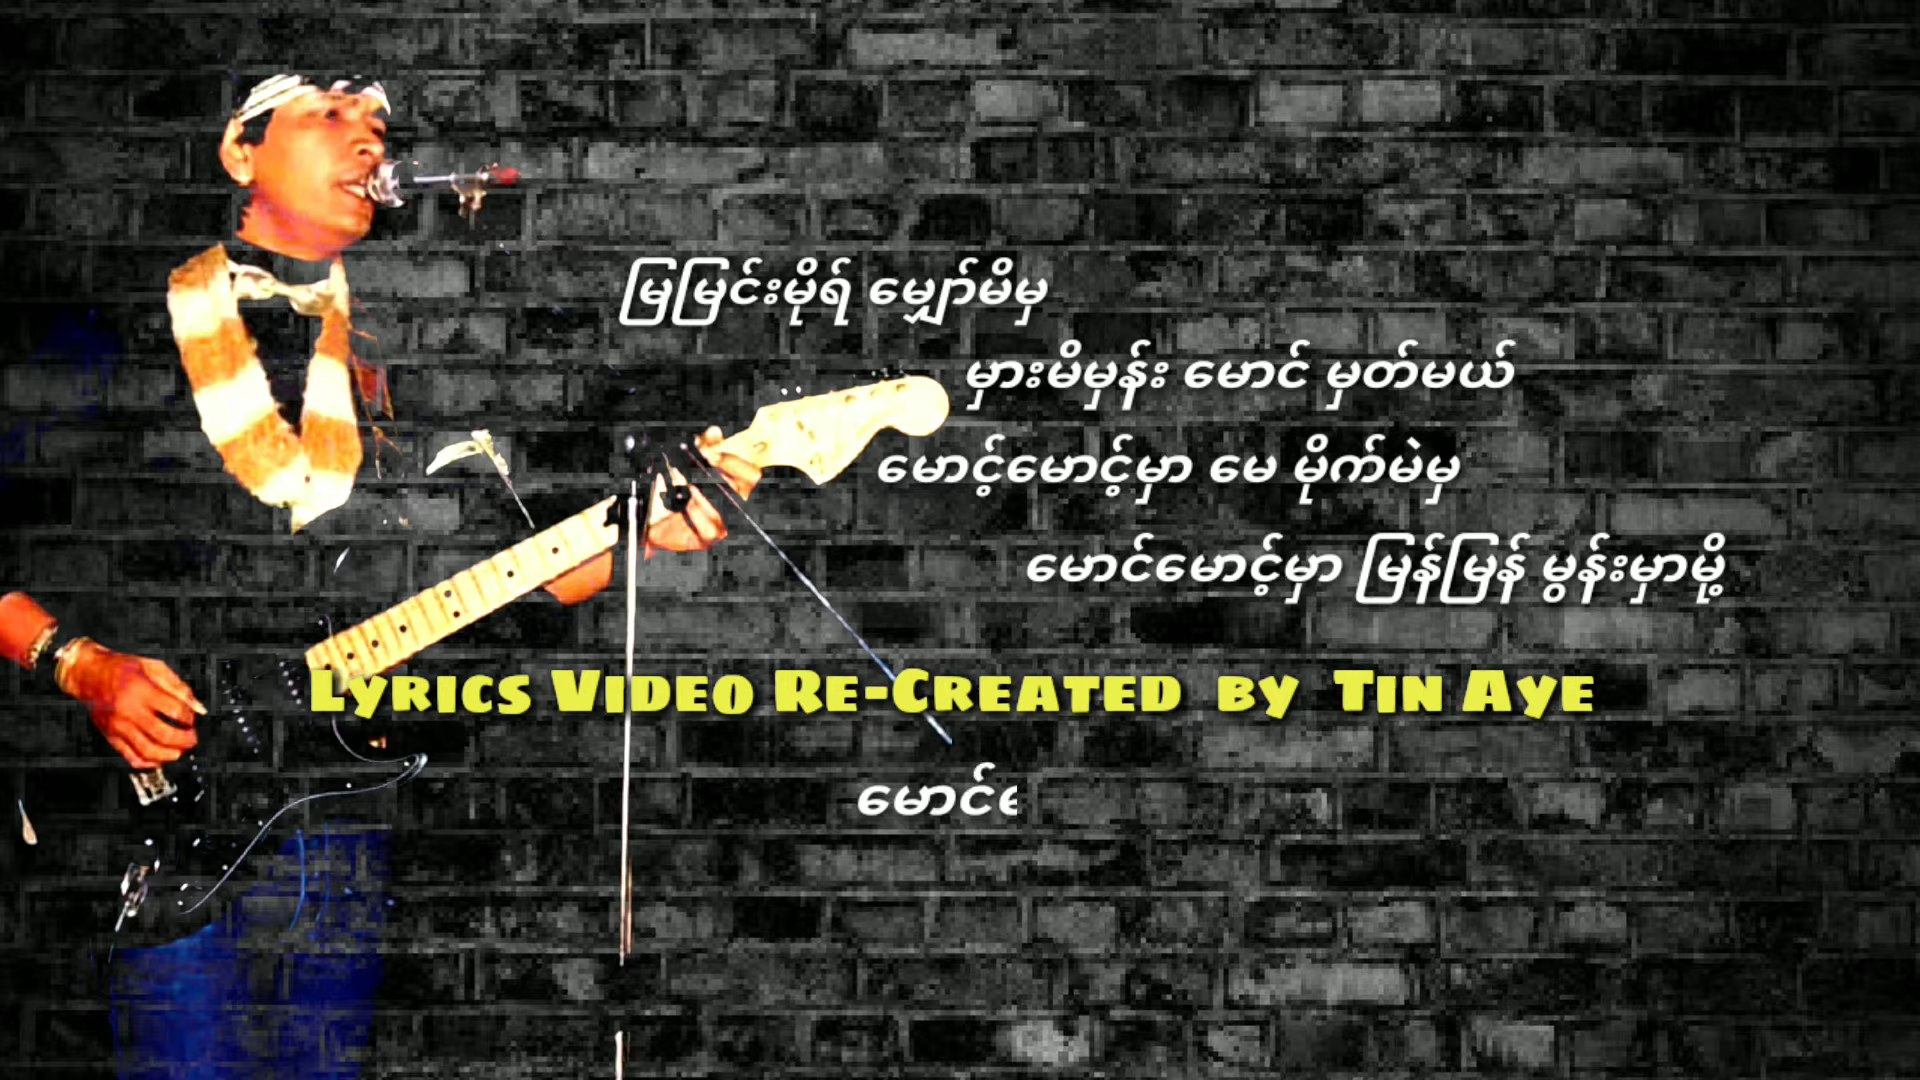 မြမြင်းမိုရ် မျှော်မိမှ
မှားမိမှန်း မောင် မှတ်မယ်
မောင့်မောင့်မှာ မေ မိုက်မဲမှ
မောင်မောင့်မှာ မြန်မြန် မွန်းမှာမို့
Lyrics Video Re-Created by Tin Aye
မောင်